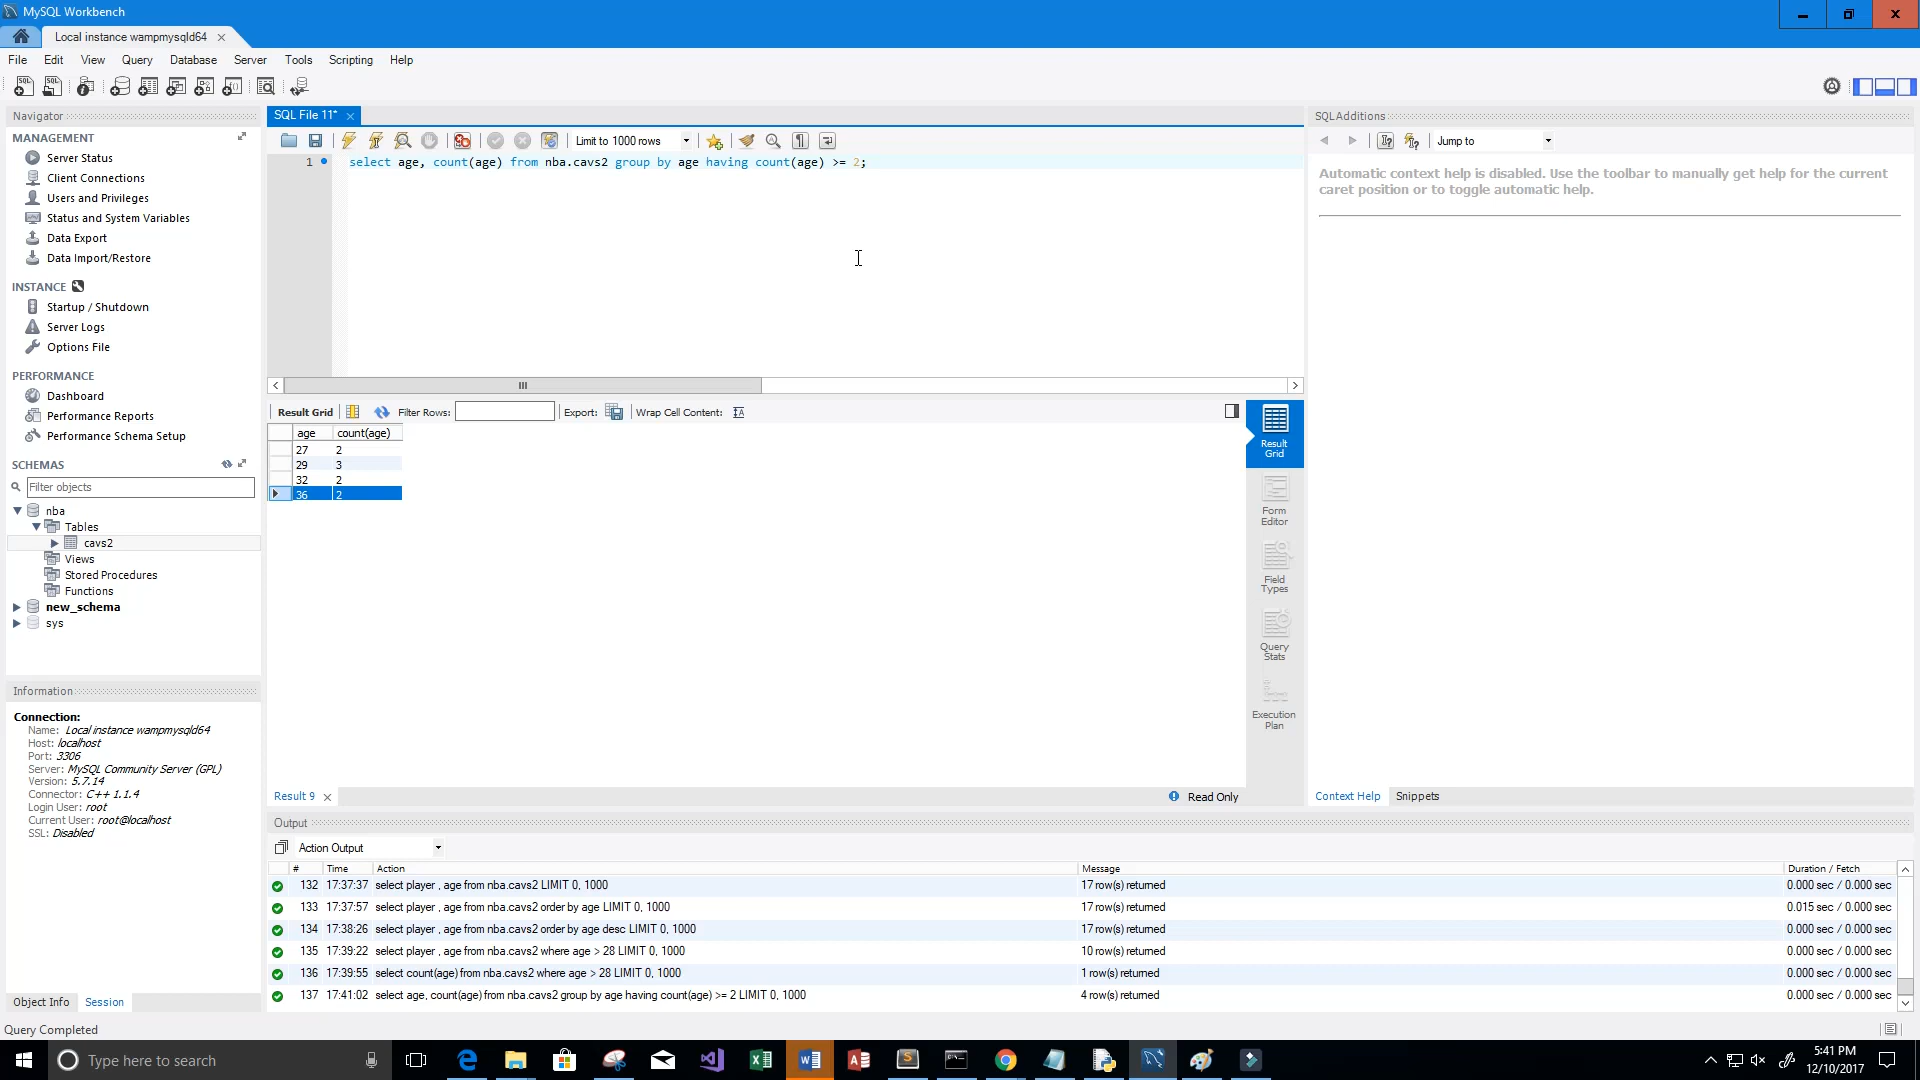 MySQL Workbench
Local instance wampmysqld64
File Edit View Query Database Server Tools Scripting Help
Navigator
MANAGEMENT
Server Status
Client Connections
Users and Privileges
Status and System Variables
Data Export
Data Import/Restore
INSTANCE
Startup / Shutdown
Server Logs
Options File
PERFORMANCE
Dashboard
Performance Reports
Performance Schema Setup
SCHEMAS
Filter objects
nba
Tables
cavs2
Views
Stored Procedures
Functions
new_schema
sys
Information
Connection:
Name: Local instance wampmysqld64
Host: localhost
Port: 3306
Server: MySQL Community Server (GPL)
Version: 5.7.14
Connector: C++ 1.1.4
Login User: root
Current User: root@localhost
SSL: Disabled
Object Info Session
Query Completed
SQL File 11*
Limit to 1000 rows
1 select age, count(age) from nba.cavs2 group by age having count(age) >= 2;
Result Grid Filter Rows: Export: Wrap Cell Content:
age count(age)
27 2
29 3
32 2
36 2
Result Grid
Form Editor
Field Types
Query Stats
Execution Plan
Result 9
Read Only
SQLAdditions
Jump to
Automatic context help is disabled. Use the toolbar to manually get help for the current
caret position or to toggle automatic help.
Context Help Snippets
Output
Action Output
# Time Action Message Duration / Fetch
132 17:37:37 select player , age from nba.cavs2 LIMIT 0, 1000 17 row(s) returned 0.000 sec / 0.000 sec
133 17:37:57 select player , age from nba.cavs2 order by age LIMIT 0, 1000 17 row(s) returned 0.015 sec / 0.000 sec
134 17:38:26 select player , age from nba.cavs2 order by age desc LIMIT 0, 1000 17 row(s) returned 0.000 sec / 0.000 sec
135 17:39:22 select player , age from nba.cavs2 where age > 28 LIMIT 0, 1000 10 row(s) returned 0.000 sec / 0.000 sec
136 17:39:55 select count(age) from nba.cavs2 where age > 28 LIMIT 0, 1000 1 row(s) returned 0.000 sec / 0.000 sec
137 17:41:02 select age, count(age) from nba.cavs2 group by age having count(age) >= 2 LIMIT 0, 1000 4 row(s) returned 0.000 sec / 0.000 sec
Type here to search
5:41 PM
12/10/2017